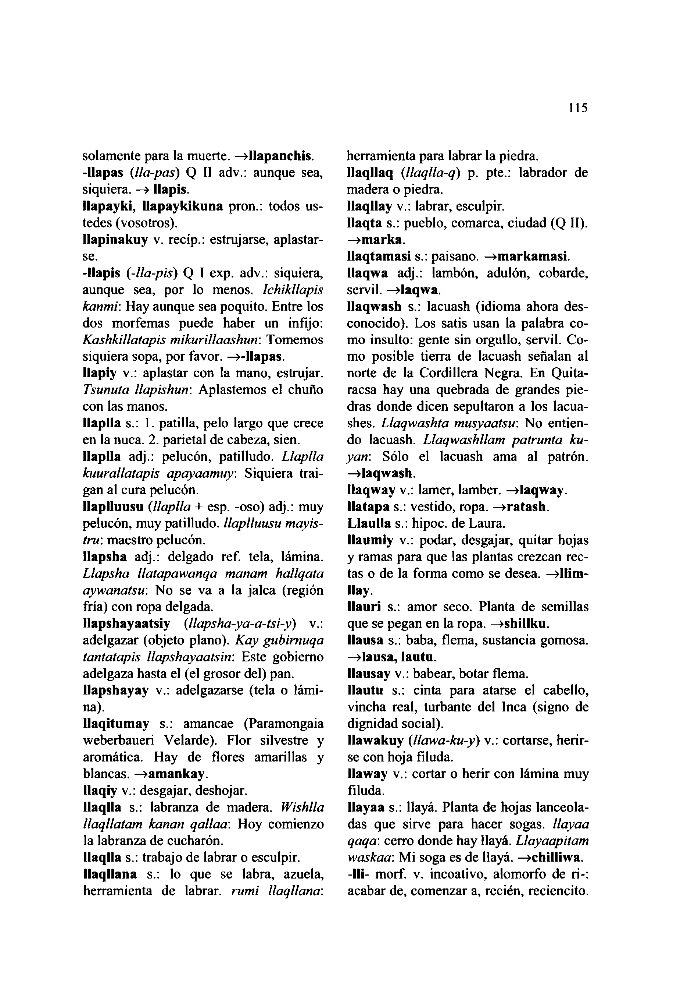 115
solamente para la muerte. →llapanchis.
-llapas (lla-pas) Q II adv.: aunque sea,
siquiera. → llapis.
llapayki, llapaykikuna pron.: todos us-
tedes (vosotros).
llapinakuy v. recíp.: estrujarse, aplastar-
se.
-llapis (-lla-pis) Q I exp. adv.: siquiera,
aunque sea, por lo menos. Ichikllapis
kanmi: Hay aunque sea poquito. Entre los
dos morfemas puede haber un infijo:
Kashkillatapis mikurillaashun: Tomemos
siquiera sopa, por favor. →-llapas.
llapiy v.: aplastar con la mano, estrujar.
Tsunuta llapishun: Aplastemos el chuño
con las manos.
llaplla s.: 1. patilla, pelo largo que crece
en la nuca. 2. parietal de cabeza, sien.
llaplla adj.: pelucón, patilludo. Llaplla
kuurallatapis apayaamuy: Siquiera trai-
gan al cura pelucón.
llaplluusu (llaplla + esp. -oso) adj.: muy
pelucón, muy patilludo. llaplluusu mayis-
tru: maestro pelucón.
llapsha adj.: delgado ref. tela, lámina.
Llapsha llatapawanqa manam hallqata
aywanatsu: No se va a la jalca (región
fría) con ropa delgada.
llapshayaatsiy (llapsha-ya-a-tsi-y) v.:
adelgazar (objeto plano). Kay gubirnuqa
tantatapis llapshayaatsin: Este gobierno
adelgaza hasta el (el grosor del) pan.
llapshayay v.: adelgazarse (tela o lámi-
na).
llaqitumay s.: amancae (Paramongaia
weberbaueri Velarde). Flor silvestre y
aromática. Hay de flores amarillas y
blancas. →amankay.
llaqiy v.: desgajar, deshojar.
llaqlla s.: labranza de madera. Wishlla
llaqllatam kanan qallaa: Hoy comienzo
la labranza de cucharón.
llaqlla s.: trabajo de labrar o esculpir.
llaqllana s.: lo que se labra, azuela,
herramienta de labrar. rumi llaqllana:
herramienta para labrar la piedra.
llaqllaq (llaqlla-q) p. pte.: labrador de
madera o piedra.
llaqllay v.: labrar, esculpir.
llaqta s.: pueblo, comarca, ciudad (Q II).
→marka.
llaqtamasi s.: paisano. →markamasi.
llaqwa adj.: lambón, adulón, cobarde,
servil. →laqwa.
llaqwash s.: lacuash (idioma ahora des-
conocido). Los satis usan la palabra co-
mo insulto: gente sin orgullo, servil. Co-
mo posible tierra de lacuash señalan al
norte de la Cordillera Negra. En Quita-
racsa hay una quebrada de grandes pie-
dras donde dicen sepultaron a los lacua-
shes. Llaqwashta musyaatsu: No entien-
do lacuash. Llaqwashllam patrunta ku-
yan: Sólo el lacuash ama al patrón.
→laqwash.
llaqway v.: lamer, lamber. →laqway.
llatapa s.: vestido, ropa. →ratash.
Llaulla s.: hipoc. de Laura.
llaumiy v.: podar, desgajar, quitar hojas
y ramas para que las plantas crezcan rec-
tas o de la forma como se desea. →llim-
llay.
llauri s.: amor seco. Planta de semillas
que se pegan en la ropa. →shillku.
llausa s.: baba, flema, sustancia gomosa.
→lausa, lautu.
llausay v.: babear, botar flema.
llautu s.: cinta para atarse el cabello,
vincha real, turbante del Inca (signo de
dignidad social).
llawakuy (llawa-ku-y) v.: cortarse, herir-
se con hoja filuda.
llaway v.: cortar o herir con lámina muy
filuda.
llayaa s.: llayá. Planta de hojas lanceola-
das que sirve para hacer sogas. llayaa
qaqa: cerro donde hay llayá. Llayaapitam
waskaa: Mi soga es de llayá. →chilliwa.
-lli- morf. v. incoativo, alomorfo de ri-:
acabar de, comenzar a, recién, reciencito.